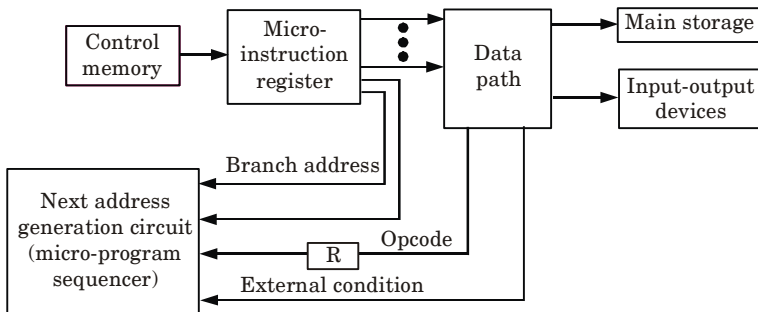 Control
memory
Micro-
instruction
register
Data
path
Main storage
Input-output
devices
Branch address
Next address
generation circuit
(micro-program
sequencer)
Opcode
R
External condition